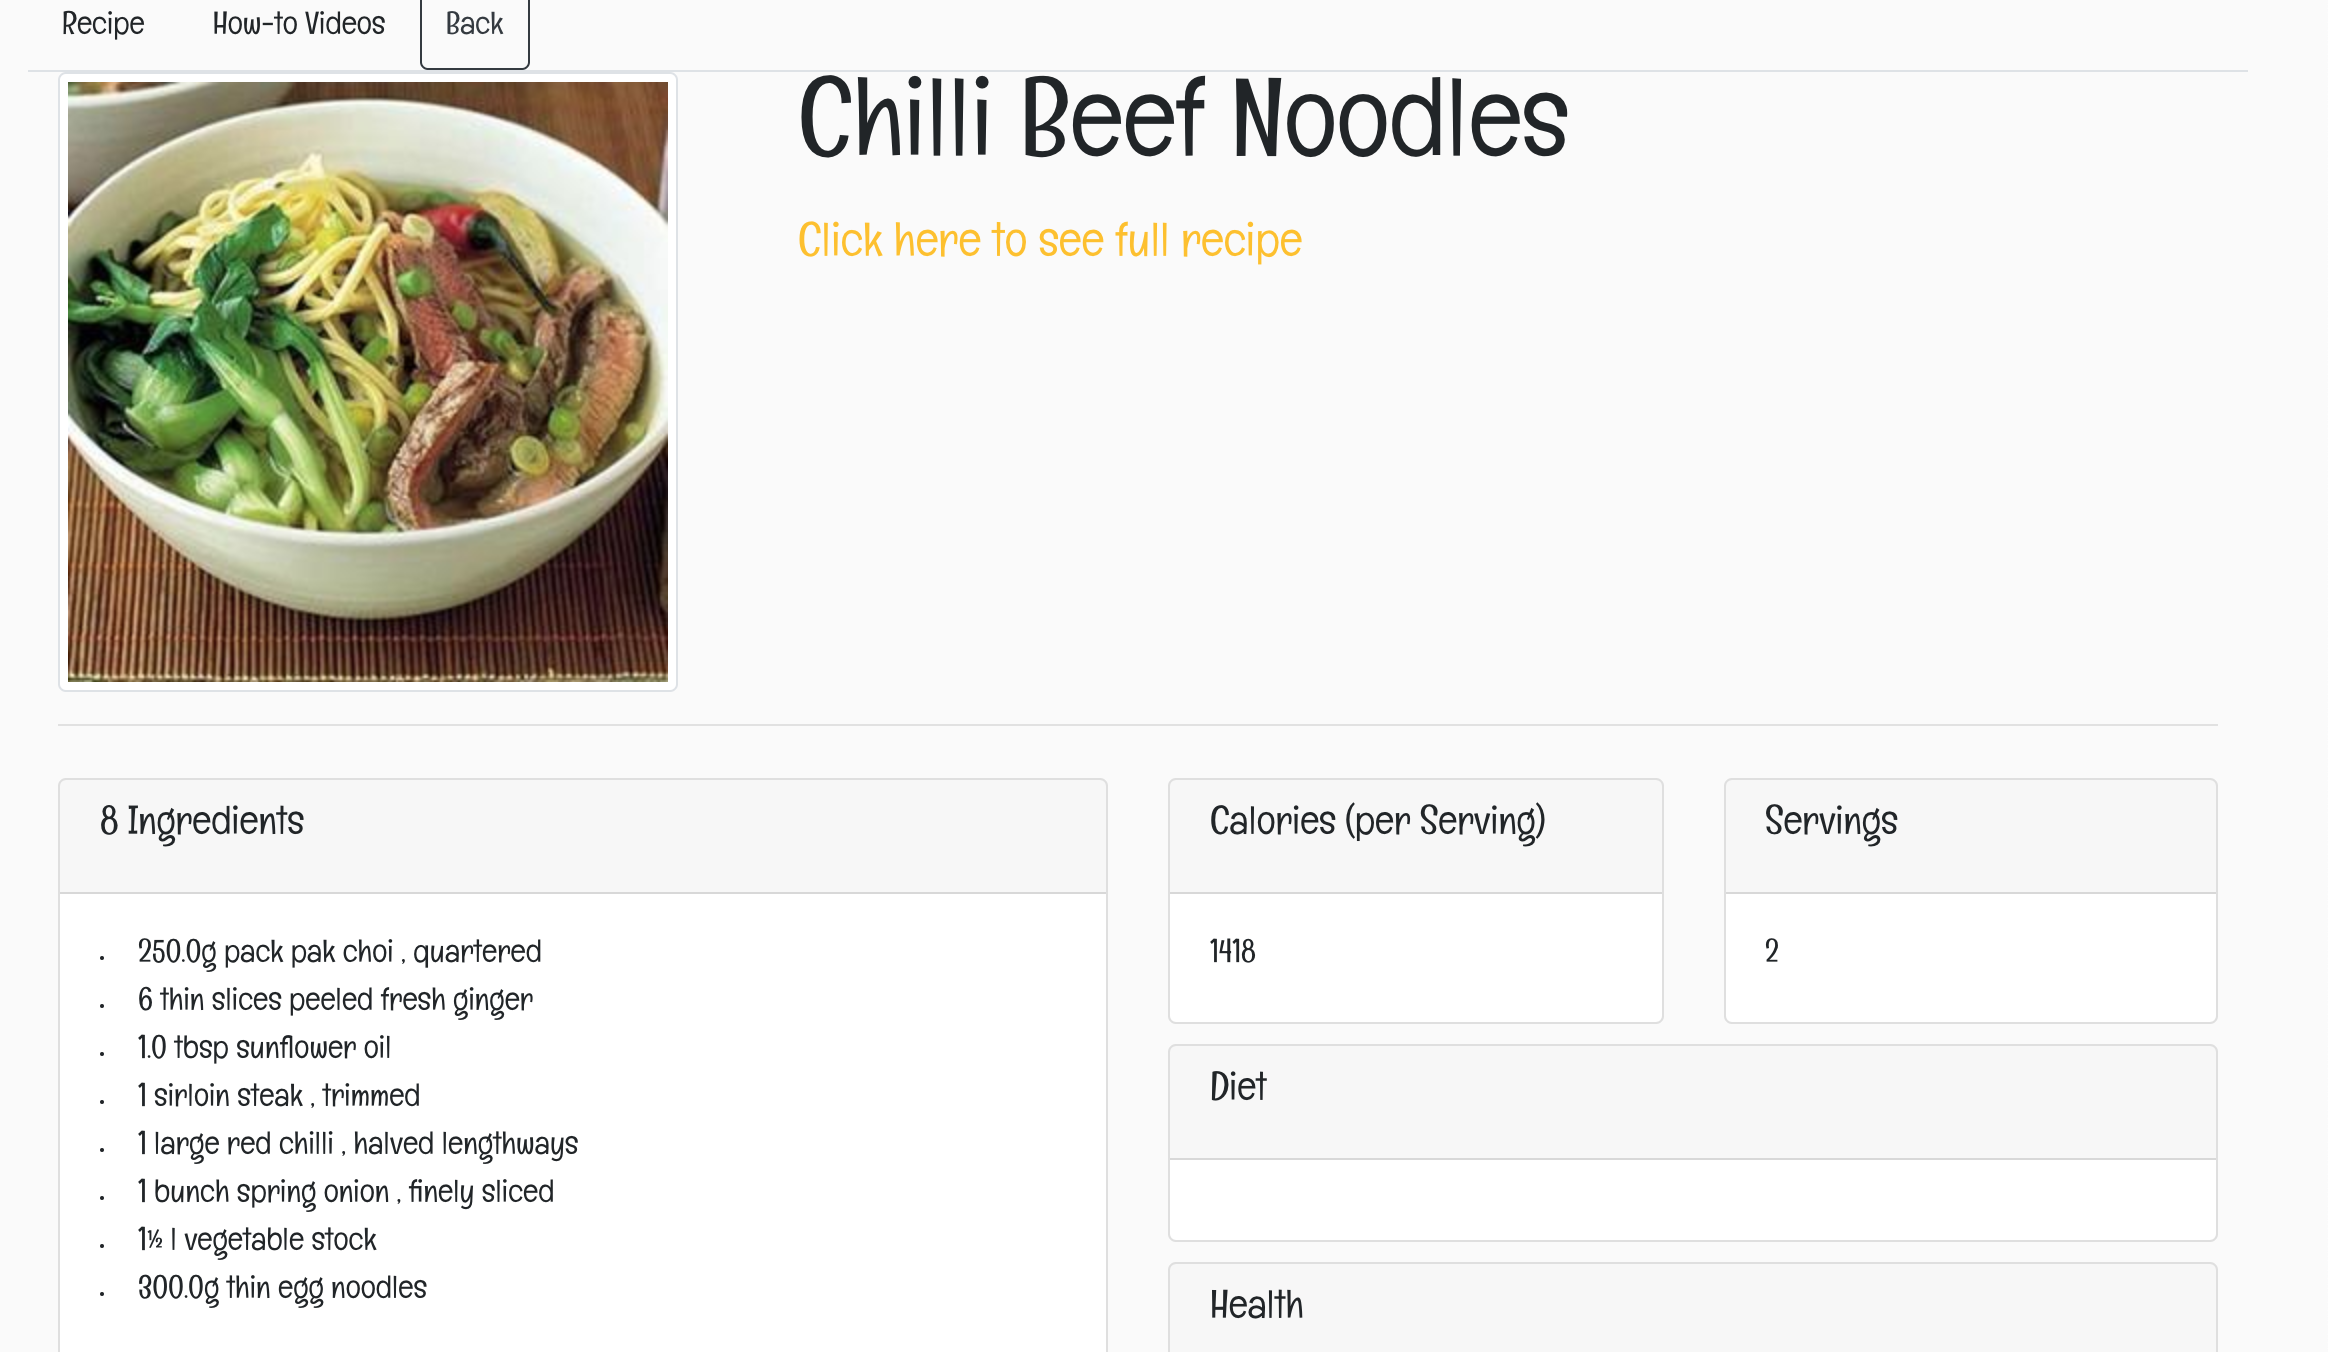 Recipe How-to Videos Back
Chilli Beef Noodles
Click here to see full recipe
8 Ingredients
250.0g pack pak choi , quartered
6 thin slices peeled fresh ginger
1.0 tbsp sunflower oil
1 sirloin steak , trimmed
1 large red chilli , halved lengthways
1 bunch spring onion , finely sliced
1½ l vegetable stock
300.0g thin egg noodles
Calories (per Serving)
1418
Servings
2
Diet
Health